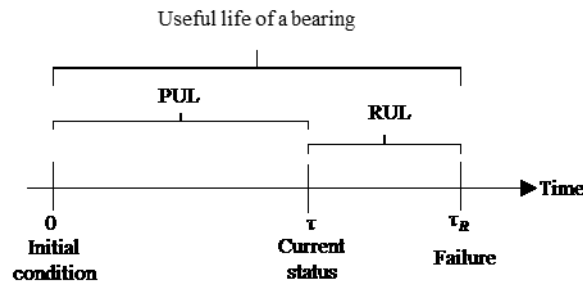 Useful life of a bearing
PUL
RUL
Time
0
τ
τR
Initial
condition
Current
status
Failure